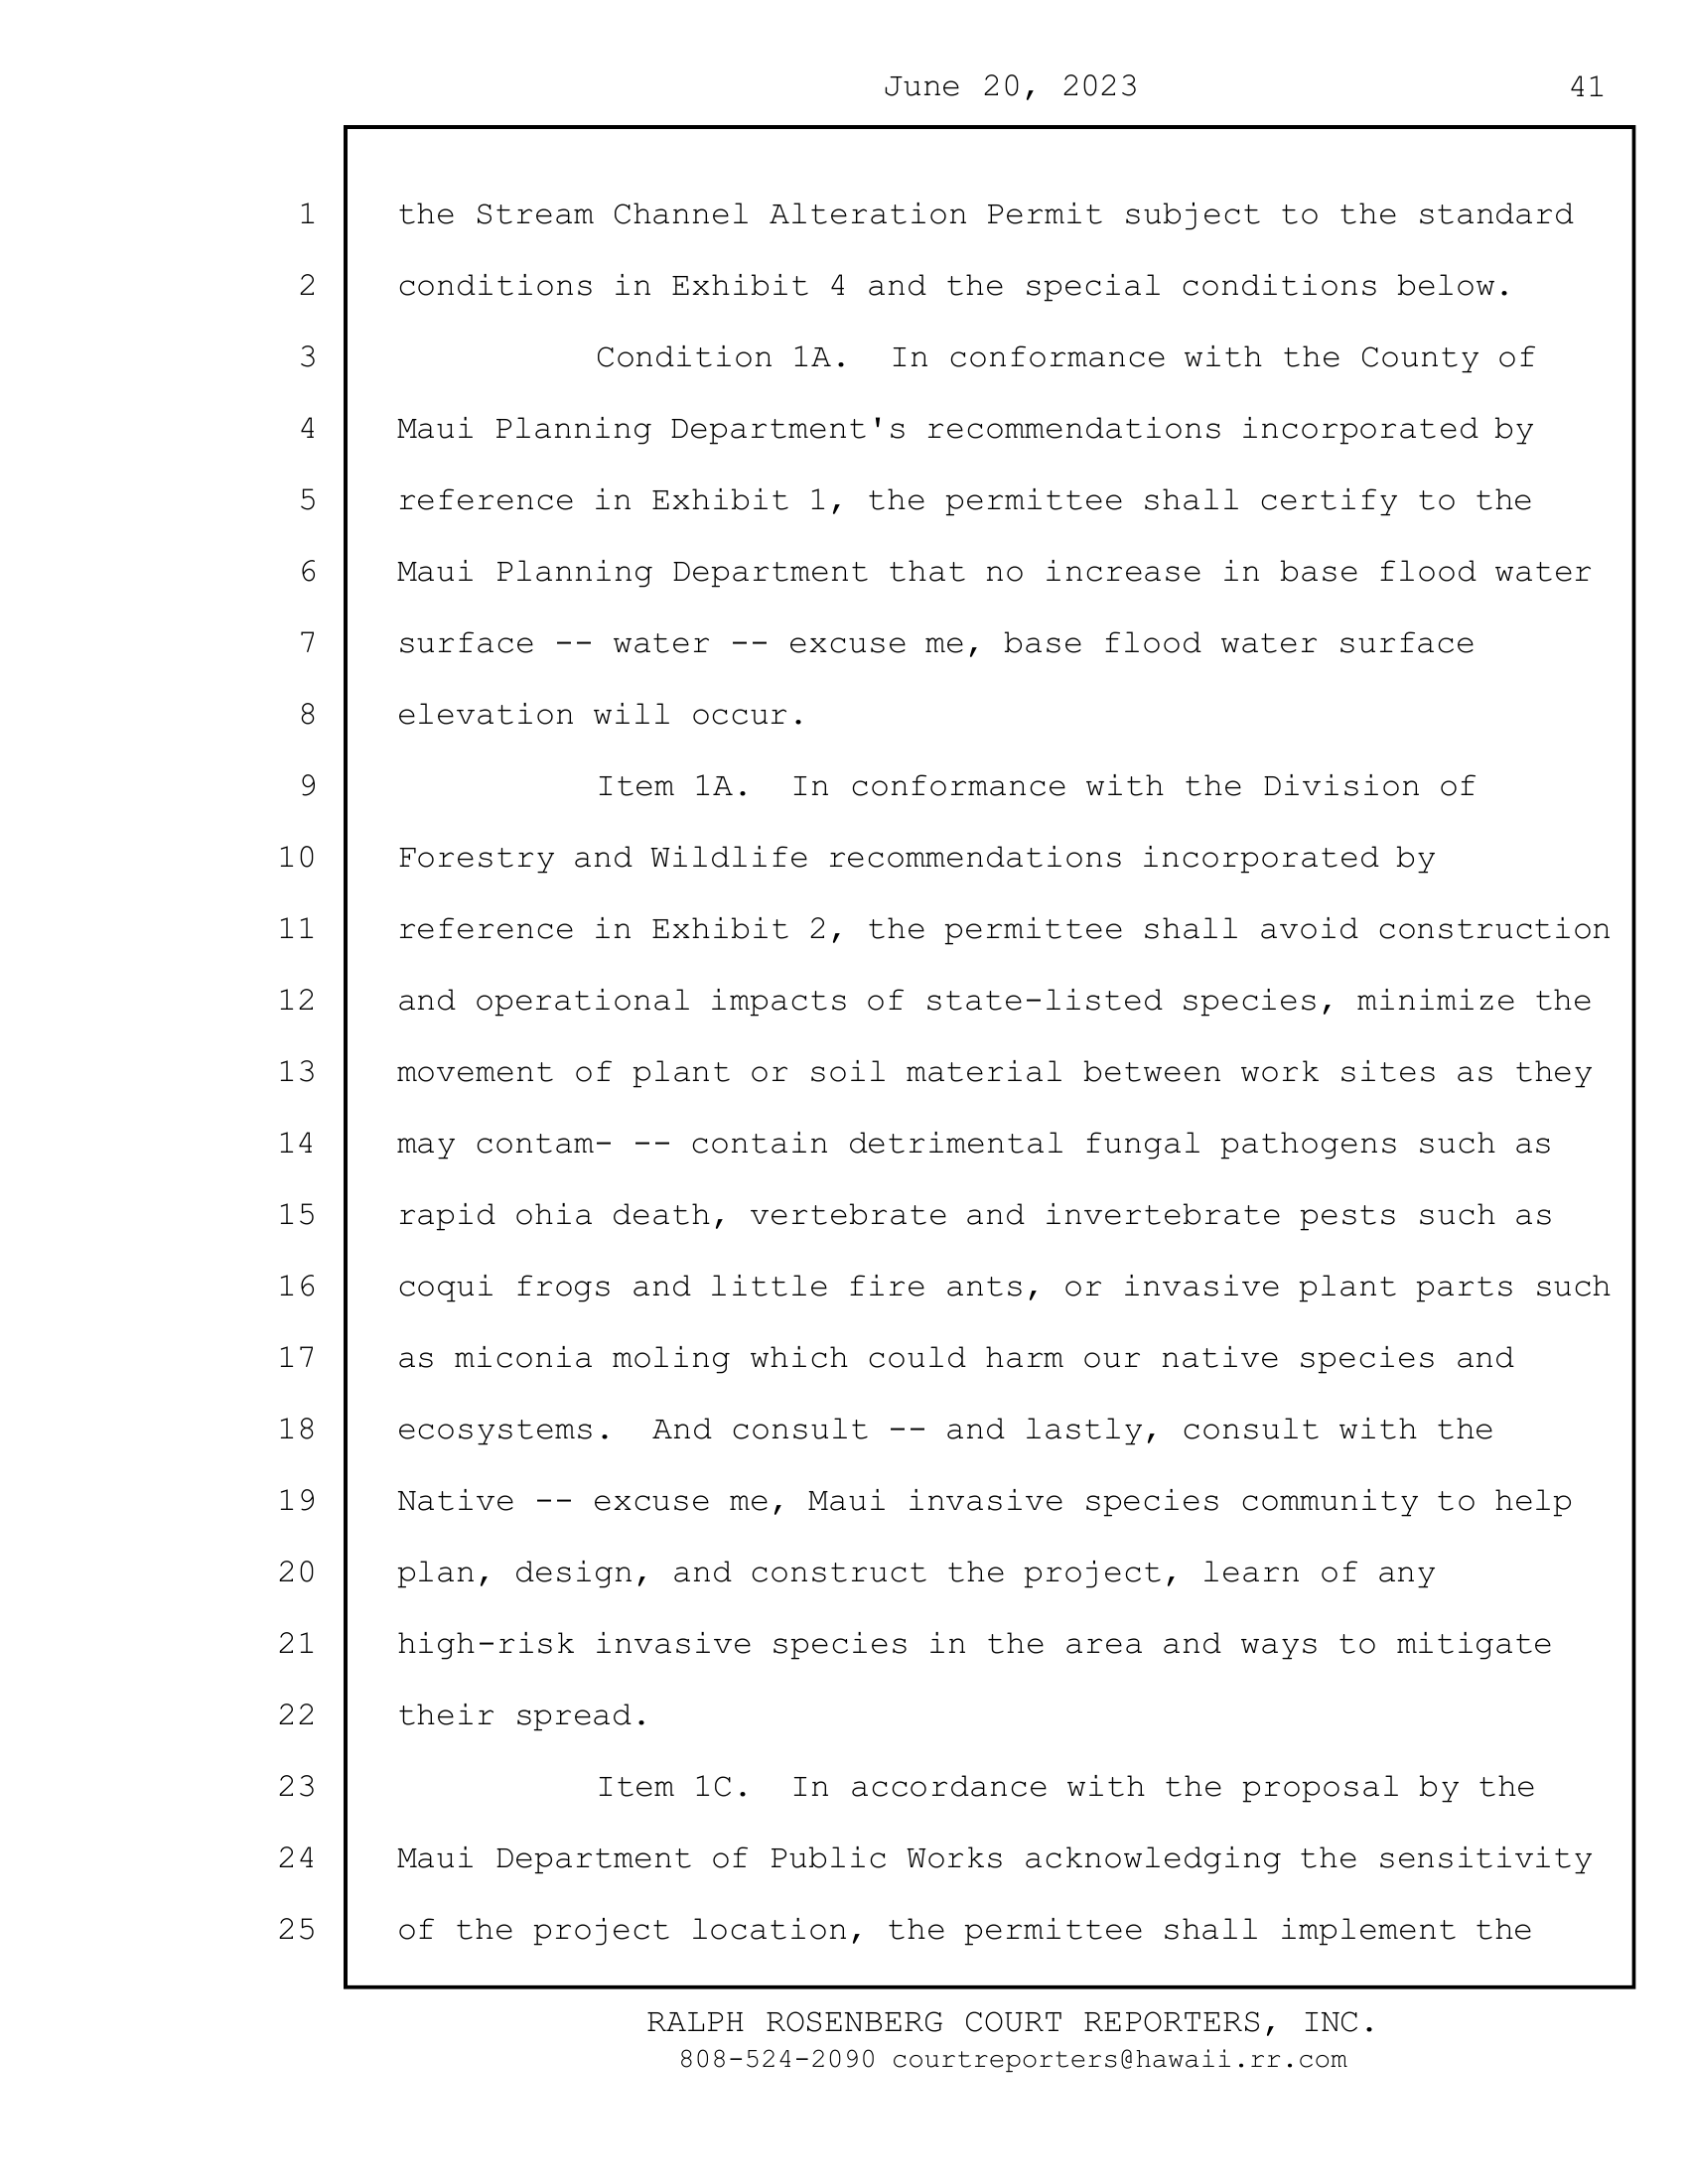 June 20, 2023 41
1 the Stream Channel Alteration Permit subject to the standard
2 conditions in Exhibit 4 and the special conditions below.
3 Condition 1A. In conformance with the County of
4 Maui Planning Department's recommendations incorporated by
5 reference in Exhibit 1, the permittee shall certify to the
6 Maui Planning Department that no increase in base flood water
7 surface -- water -- excuse me, base flood water surface
8 elevation will occur.
9 Item 1A. In conformance with the Division of
10 Forestry and Wildlife recommendations incorporated by
11 reference in Exhibit 2, the permittee shall avoid construction
12 and operational impacts of state-listed species, minimize the
13 movement of plant or soil material between work sites as they
14 may contam- -- contain detrimental fungal pathogens such as
15 rapid ohia death, vertebrate and invertebrate pests such as
16 coqui frogs and little fire ants, or invasive plant parts such
17 as miconia moling which could harm our native species and
18 ecosystems. And consult -- and lastly, consult with the
19 Native -- excuse me, Maui invasive species community to help
20 plan, design, and construct the project, learn of any
21 high-risk invasive species in the area and ways to mitigate
22 their spread.
23 Item 1C. In accordance with the proposal by the
24 Maui Department of Public Works acknowledging the sensitivity
25 of the project location, the permittee shall implement the
RALPH ROSENBERG COURT REPORTERS, INC.
808-524-2090 courtreporters@hawaii.rr.com